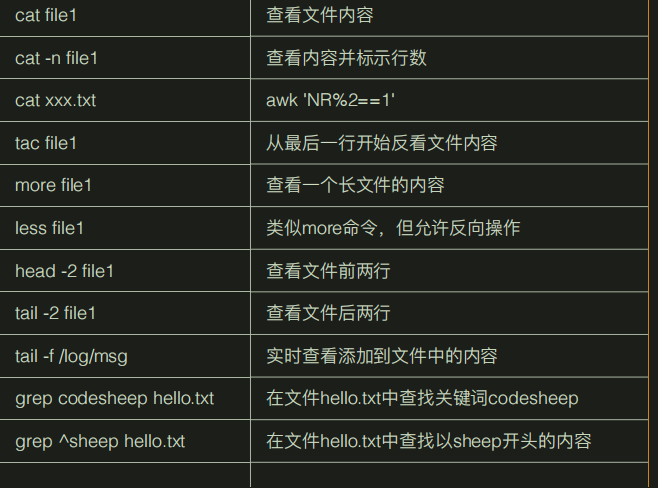 cat file1 查看文件内容
cat -n file1 查看内容并标示行数
cat xxx.txt awk 'NR%2==1'
tac file1 从最后一行开始反看文件内容
more file1 查看一个长文件的内容
less file1 类似more命令，但允许反向操作
head -2 file1 查看文件前两行
tail -2 file1 查看文件后两行
tail -f /log/msg 实时查看添加到文件中的内容
grep codesheep hello.txt 在文件hello.txt中查找关键词codesheep
grep ^sheep hello.txt 在文件hello.txt中查找以sheep开头的内容